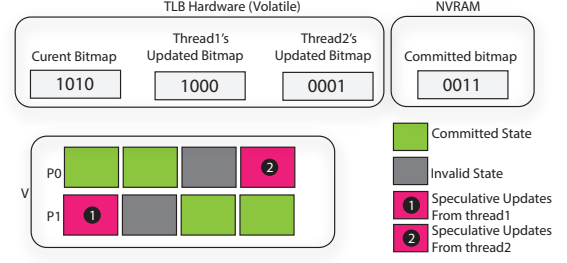 TLB Hardware (Volatile)
NVRAM
Curent Bitmap
Thread1's
Updated Bitmap
Thread2's
Updated Bitmap
Committed bitmap
1010
1000
0001
0011
V
P0
2
P1
1
Committed State
Invalid State
1 Speculative Updates
From thread1
2 Speculative Updates
From thread2